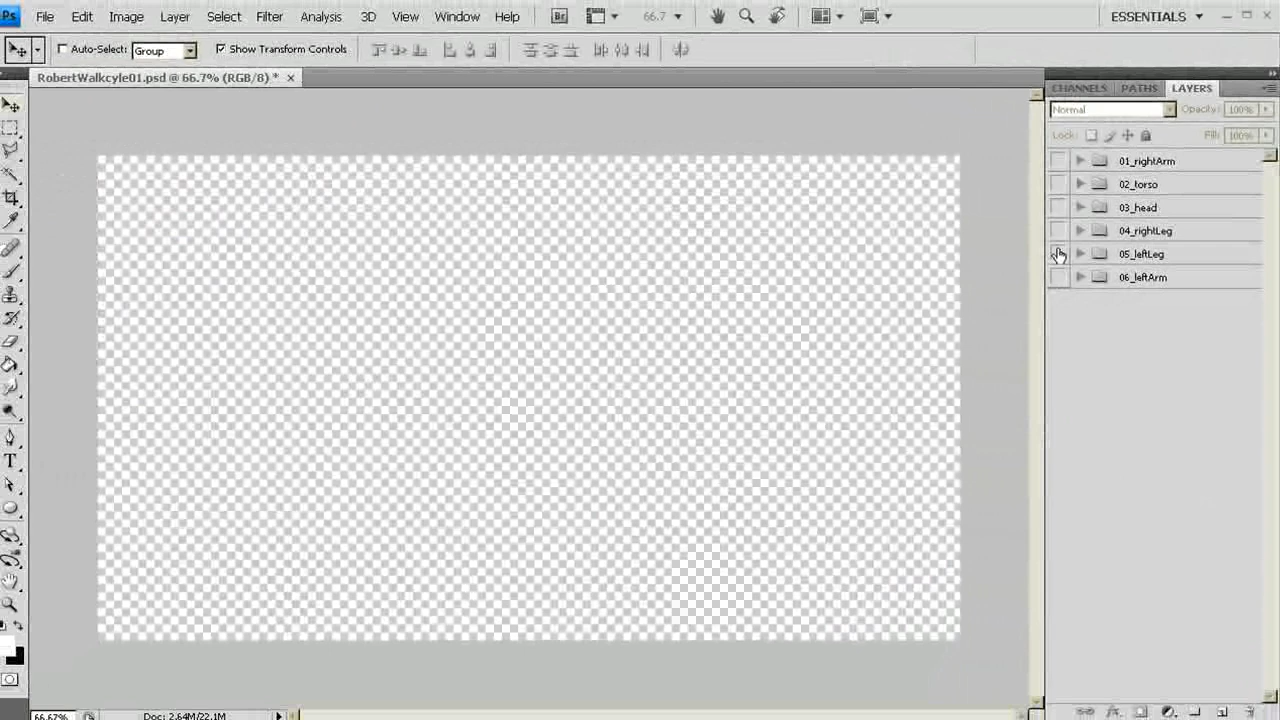 Ps File Edit Image Layer Select Filter Analysis 3D View Window Help Br 66.7 ESSENTIALS
Auto-Select: Group Show Transform Controls
RobertWalkcyle01.psd @ 66.7% (RGB/8) *
CHANNELS PATHS LAYERS
Normal Opacity: 100%
Lock: Fill: 100%
01_rightArm
02_torso
03_head
04_rightLeg
05_leftLeg
06_leftArm
T
66.67% Doc: 2.64M/22.1M
fx